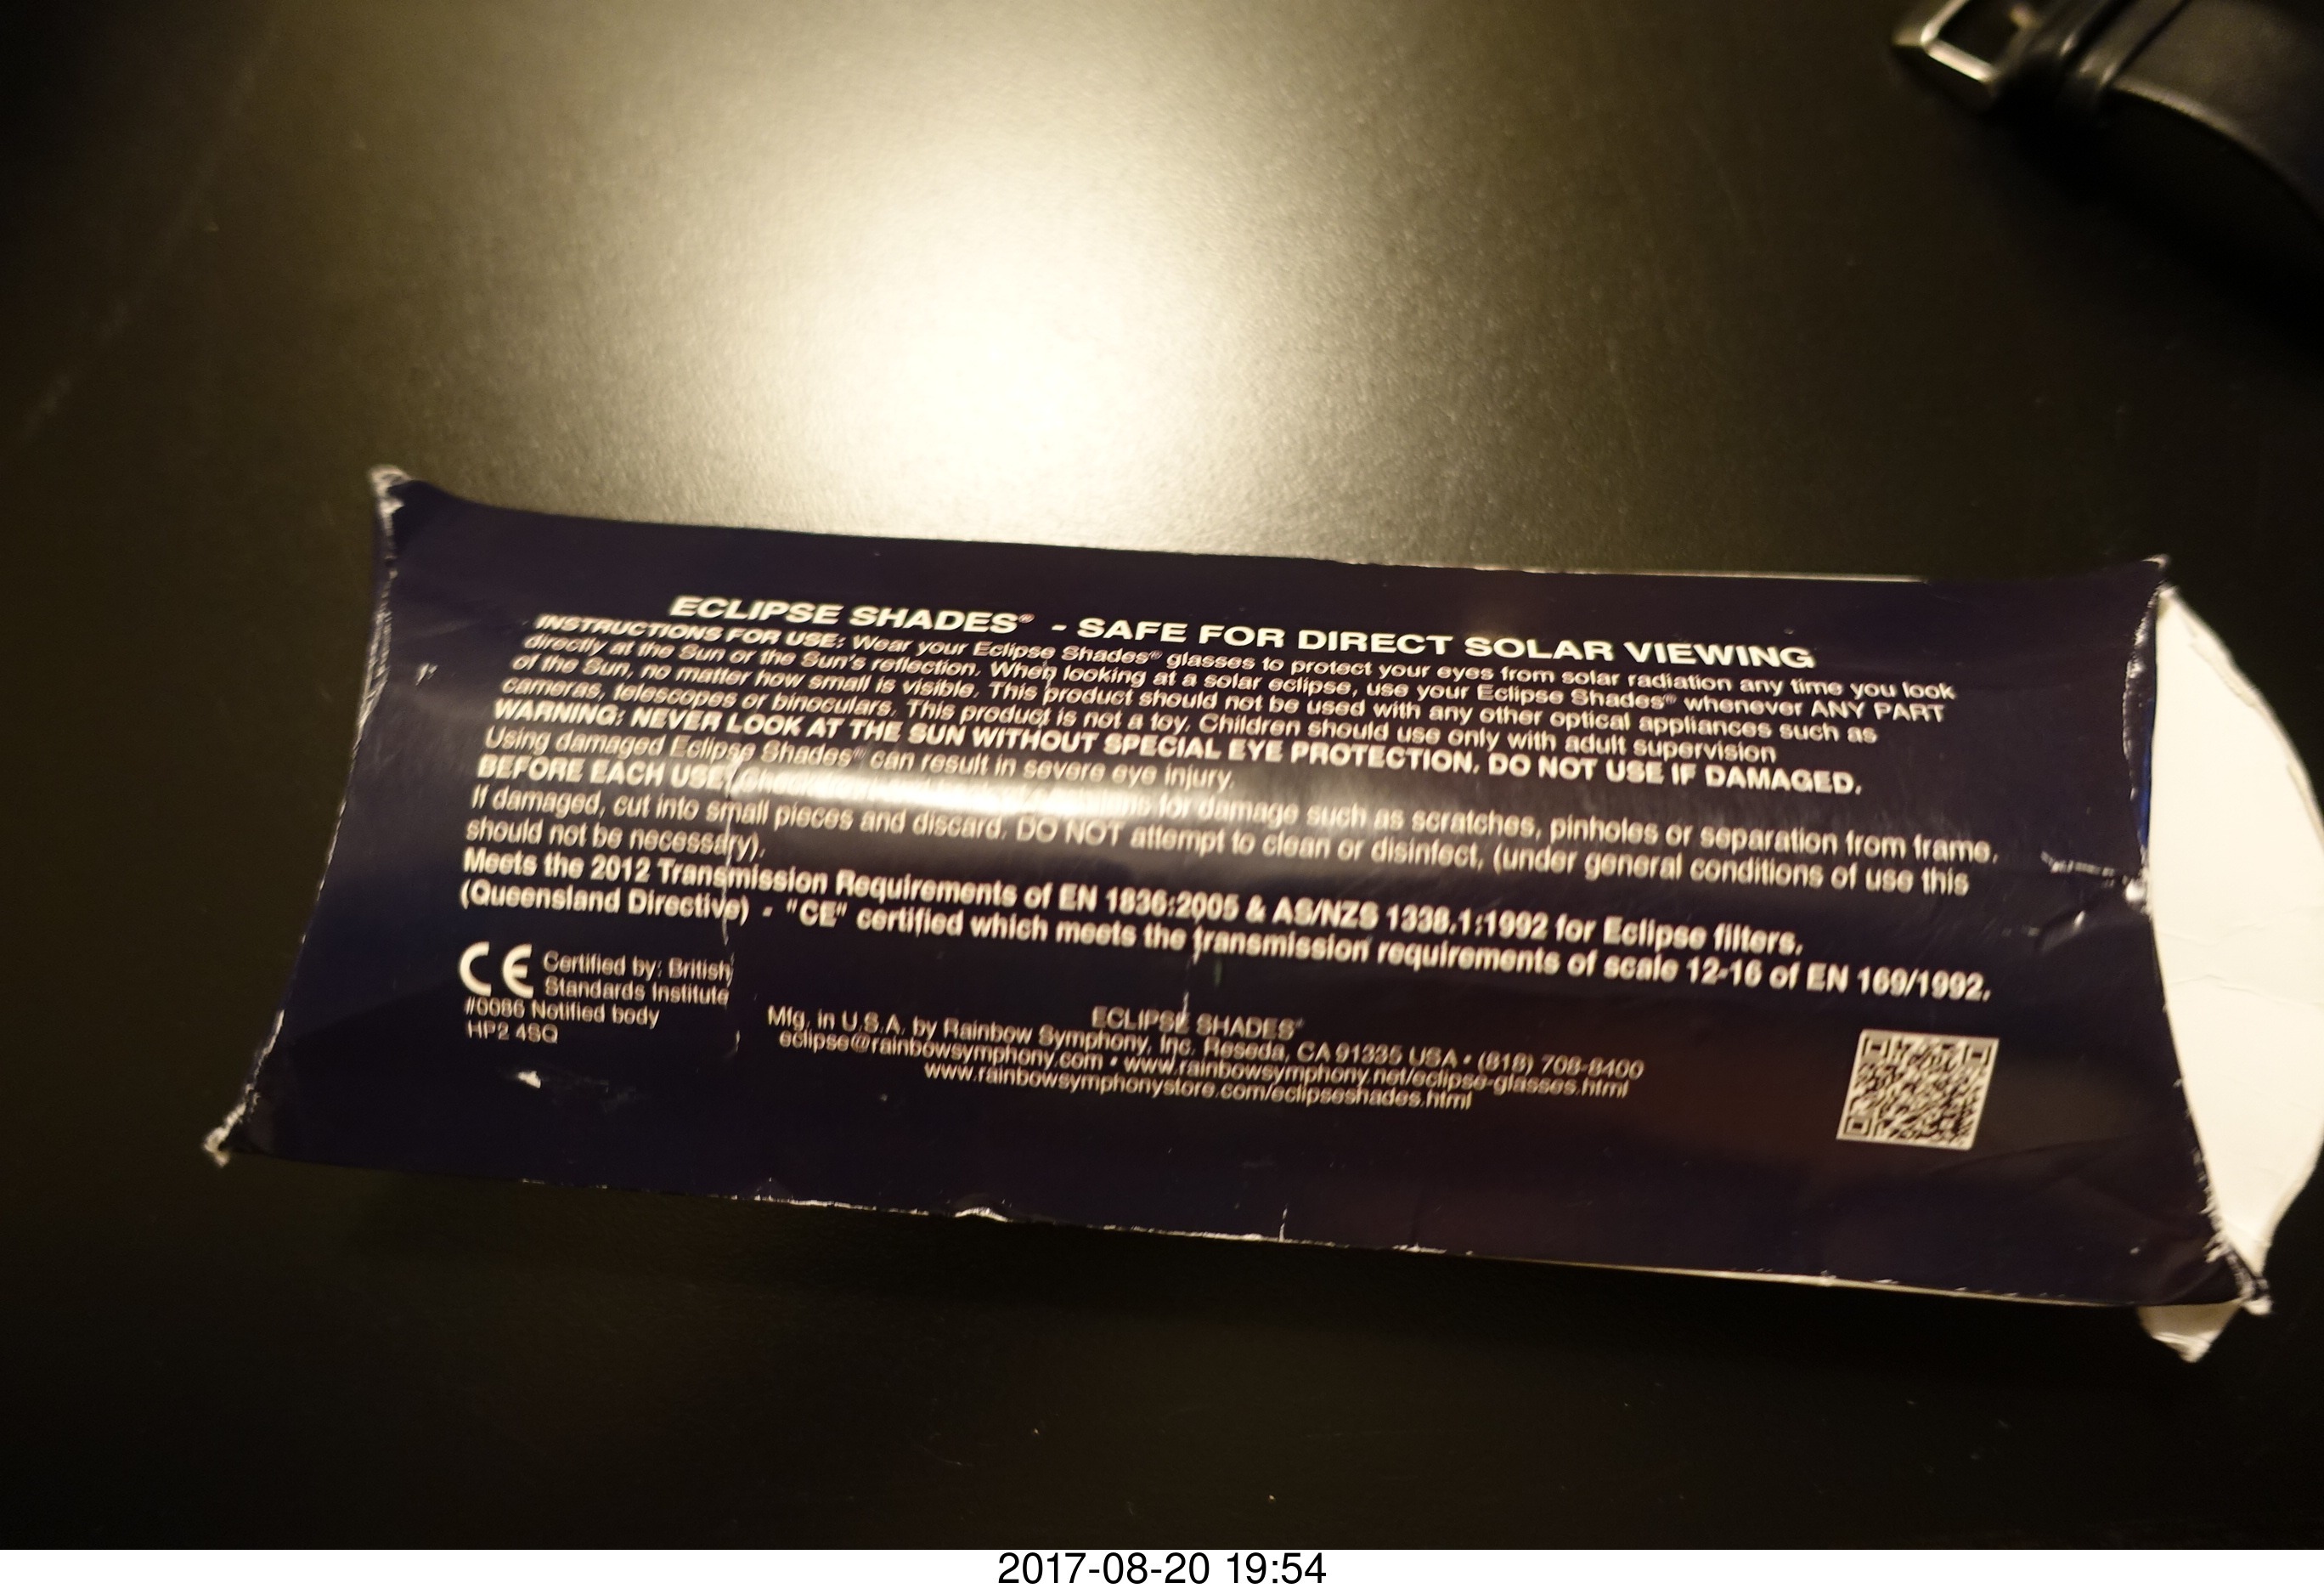 ECLIPSE SHADES® - SAFE FOR DIRECT SOLAR VIEWING
INSTRUCTIONS FOR USE: Wear your Eclipse Shades® glasses to protect your eyes from solar radiation any time you look
directly at the Sun or the Sun's reflection. When looking at a solar eclipse, use your Eclipse Shades® whenever ANY PART
of the Sun, no matter how small is visible. This product should not be used with any other optical appliances such as
cameras, telescopes or binoculars. This product is not a toy. Children should use only with adult supervision
WARNING: NEVER LOOK AT THE SUN WITHOUT SPECIAL EYE PROTECTION. DO NOT USE IF DAMAGED.
Using damaged Eclipse Shades® can result in severe eye injury.
BEFORE EACH USE for damage such as scratches, pinholes or separation from frame.
If damaged, cut into small pieces and discard. DO NOT attempt to clean or disinfect, (under general conditions of use this
should not be necessary).
Meets the 2012 Transmission Requirements of EN 1836:2005 & AS/NZS 1338.1:1992 for Eclipse filters.
(Queensland Directive) - "CE" certified which meets the transmission requirements of scale 12-16 of EN 169/1992.
CE Certified by: British
Standards Institute
#0086 Notified body
HP2 4SQ
ECLIPSE SHADES®
Mfg. in U.S.A. by Rainbow Symphony, Inc. Reseda, CA 91335 USA • (818) 708-8400
eclipse@rainbowsymphony.com • www.rainbowsymphony.net/eclipse-glasses.html
www.rainbowsymphonystore.com/eclipseshades.html
2017-08-20 19:54